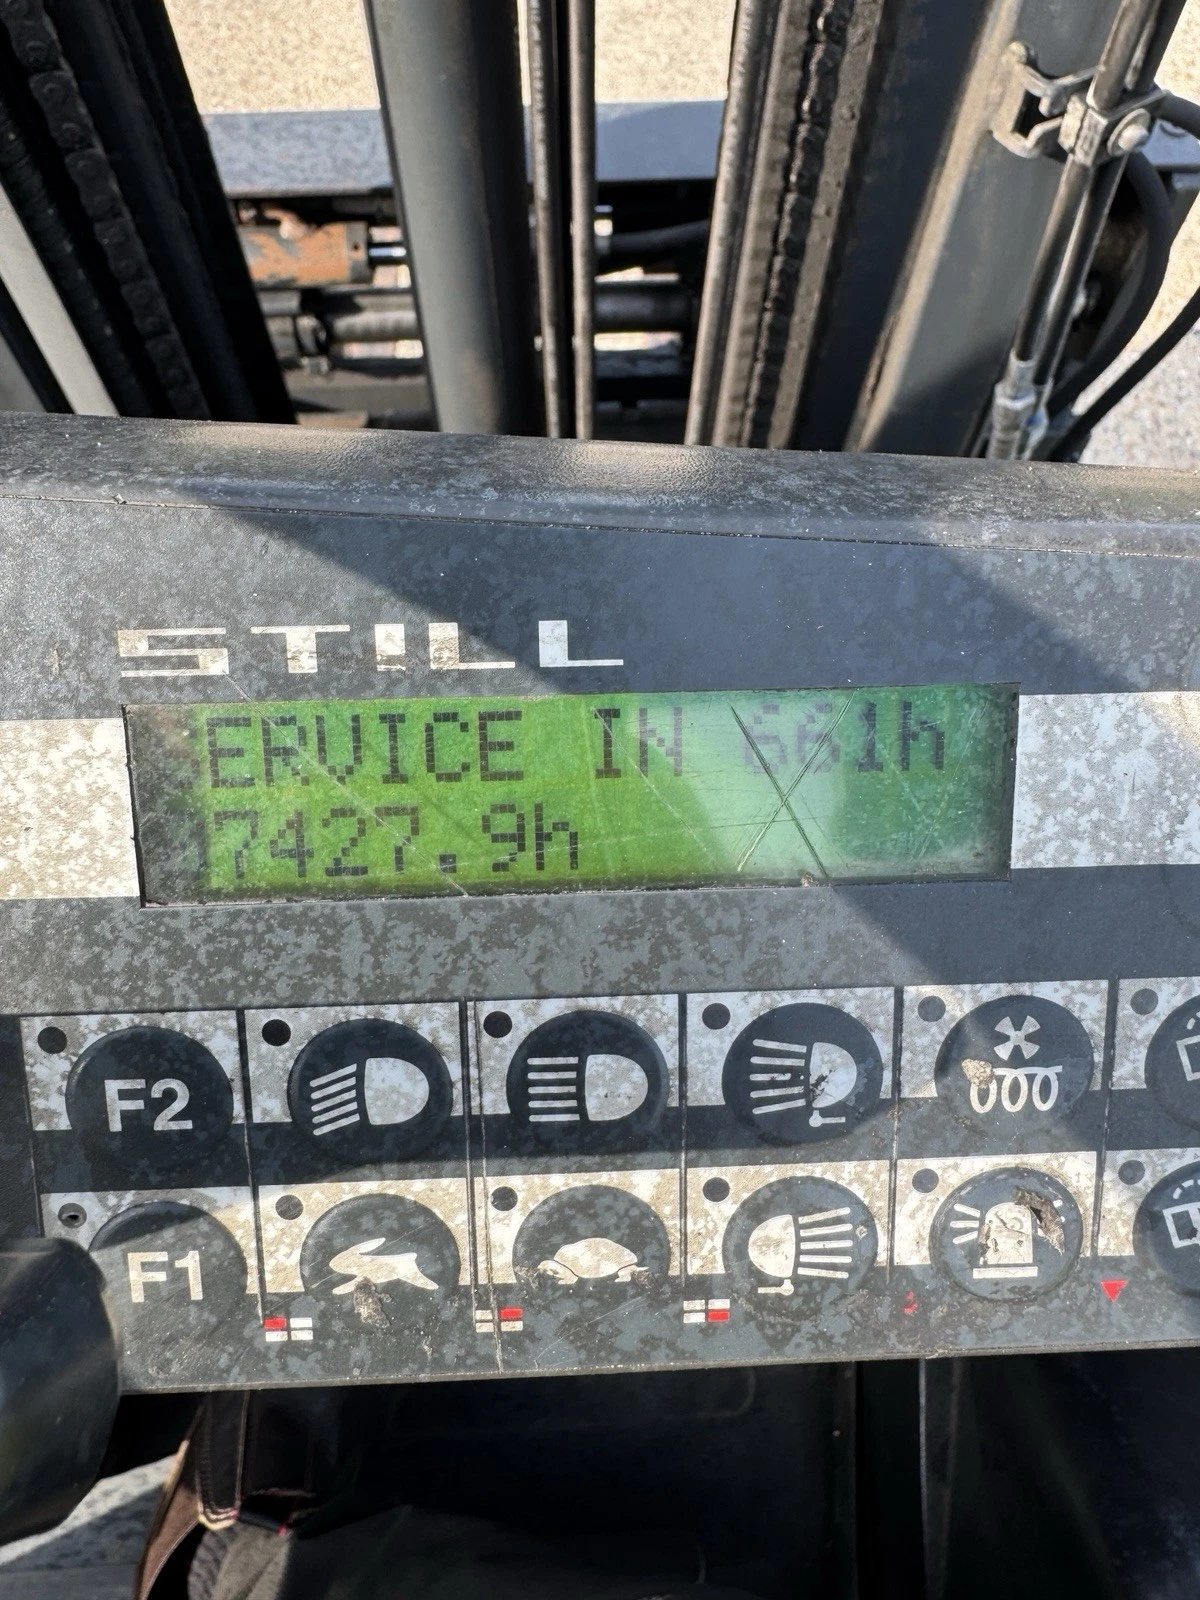 STILL
ERVICE IN 661h
7427.9h
F2
F1